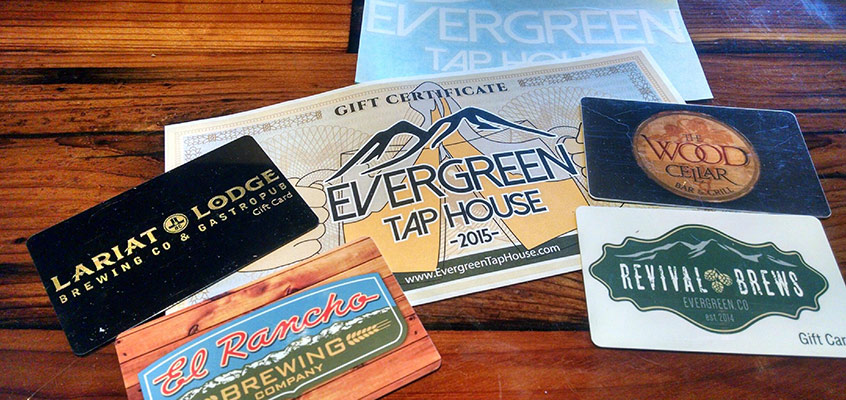 EVERGREEN
TAP HOUSE
GIFT CERTIFICATE
EVERGREEN
TAP HOUSE
-2015-
www.EvergreenTapHouse.com
LARIAT LODGE
BREWING CO & GASTROPUB
Gift Card
El Rancho
BREWING
COMPANY
THE
WOOD
CELLAR
BAR & GRILL
REVIVAL BREWS
EVERGREEN, CO
est. 2014
Gift Car